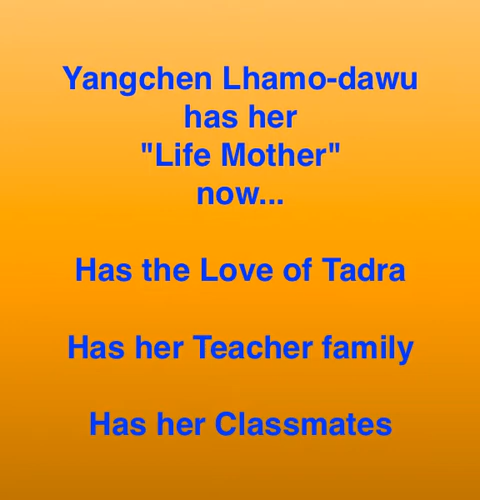 Yangchen Lhamo-dawu
has her
"Life Mother"
now...
Has the Love of Tadra
Has her Teacher family
Has her Classmates